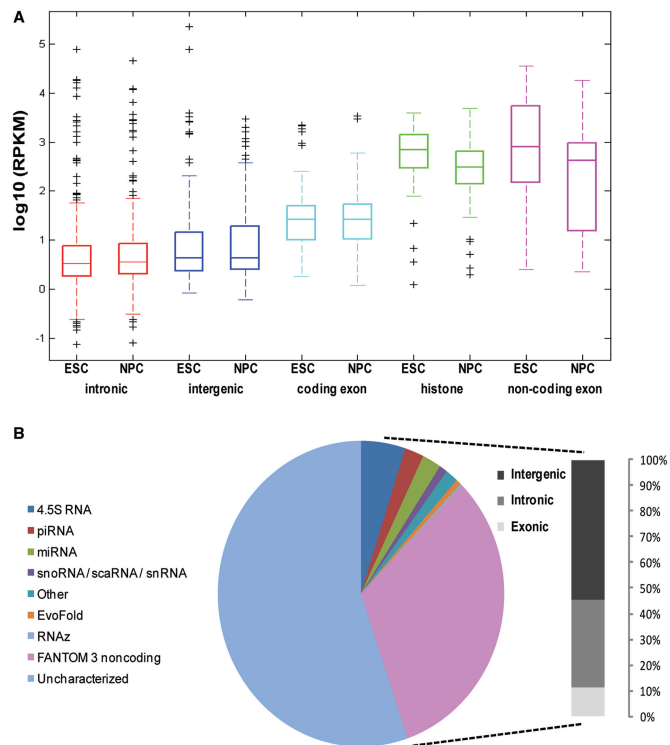 A
log10 (RPKM)
5
4
3
2
1
0
-1
ESC NPC ESC NPC ESC NPC ESC NPC ESC NPC
intronic intergenic coding exon histone non-coding exon
B
4.5S RNA
piRNA
miRNA
snoRNA/scaRNA/snRNA
Other
EvoFold
RNAz
FANTOM 3 noncoding
Uncharacterized
Intergenic
Intronic
Exonic
100%
90%
80%
70%
60%
50%
40%
30%
20%
10%
0%